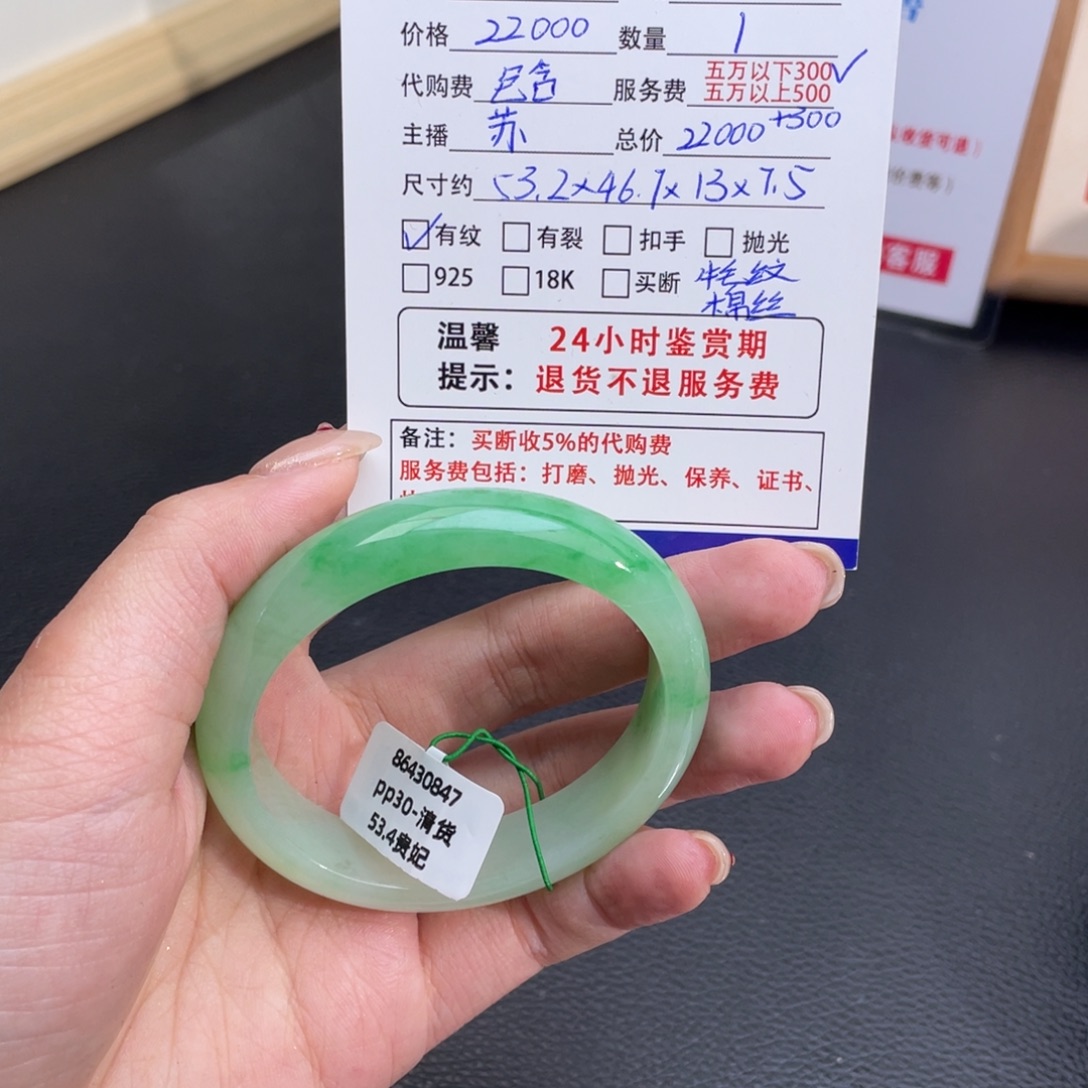 价格 22000 数量 1
代购费 包含 服务费 五万以下300✓
五万以上500
主播 苏 总价 22000+300
尺寸约 53.2×46.7×13×7.5
☑有纹 □有裂 □扣手 □抛光
□925 □18K □买断
牛毛纹
棉丝
温馨 24小时鉴赏期
提示：退货不退服务费
备注：买断收5%的代购费
服务费包括：打磨、抛光、保养、证书、
客服
86430847
pp30-清货
53.4贵妃